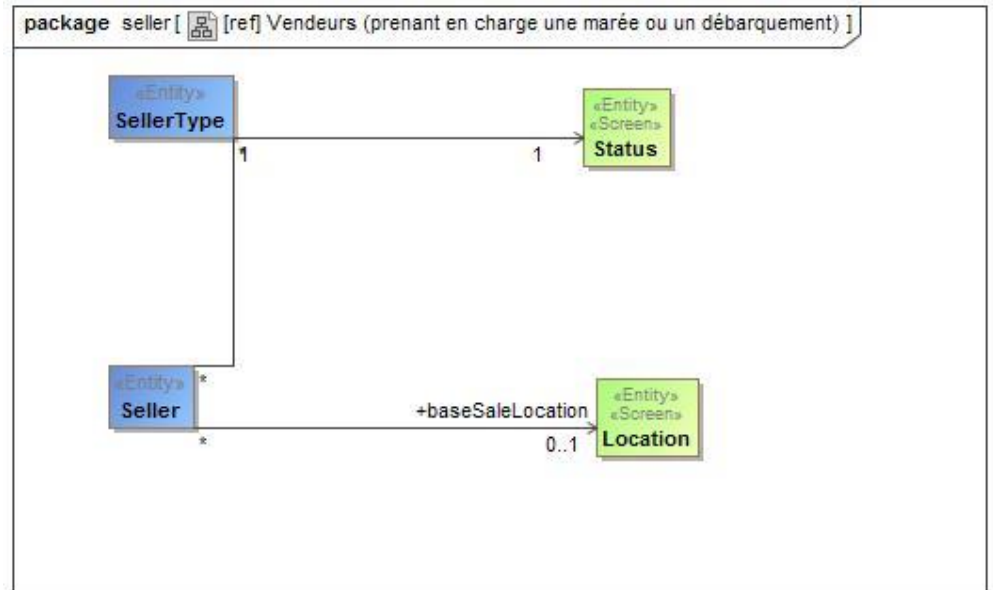 package seller [ [ref] Vendeurs (prenant en charge une marée ou un débarquement) ]
«Entity»
SellerType
«Entity»
«Screen»
Status
*
1
1
«Entity»
Seller
*
*
+baseSaleLocation
0..1
«Entity»
«Screen»
Location